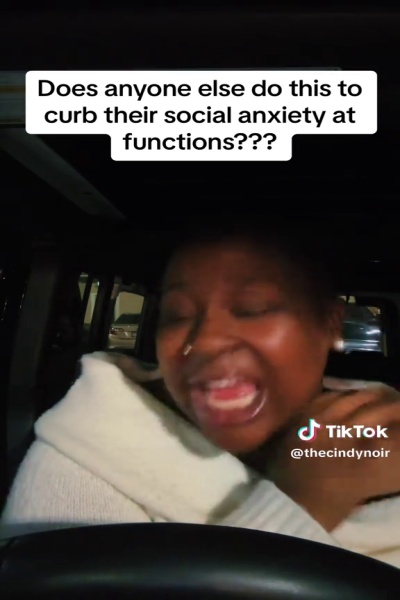 Does anyone else do this to
curb their social anxiety at
functions???
TikTok
@thecindynoir